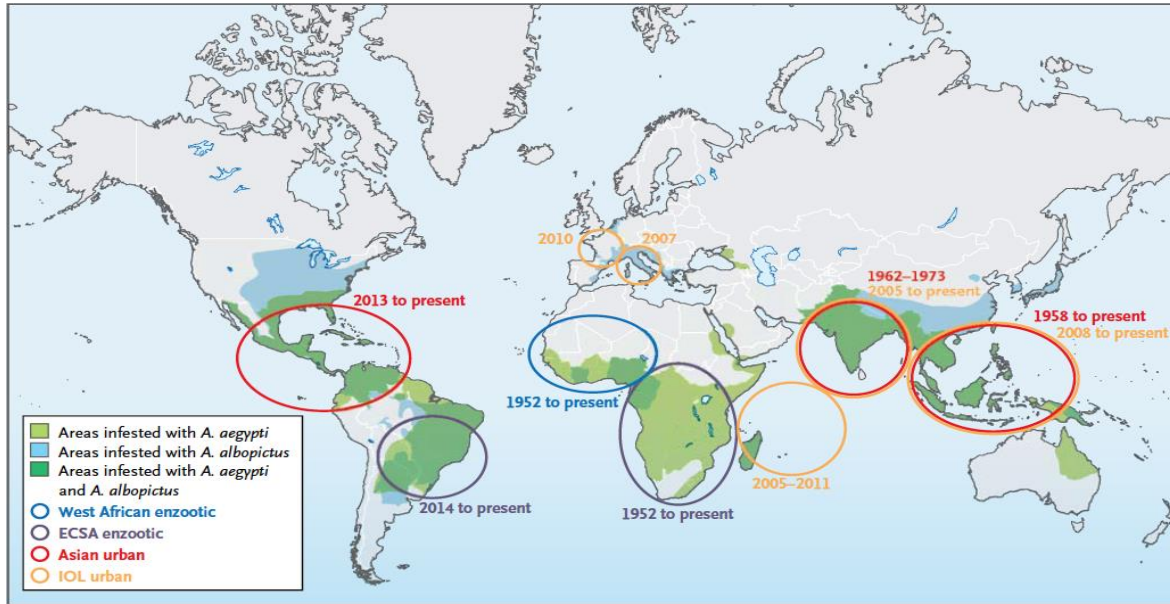 2010
2007
1962–1973
2005 to present
2013 to present
1958 to present
2008 to present
1952 to present
Areas infested with A. aegypti
Areas infested with A. albopictus
Areas infested with A. aegypti
and A. albopictus
West African enzootic
ECSA enzootic
Asian urban
IOL urban
2014 to present
1952 to present
2005–2011